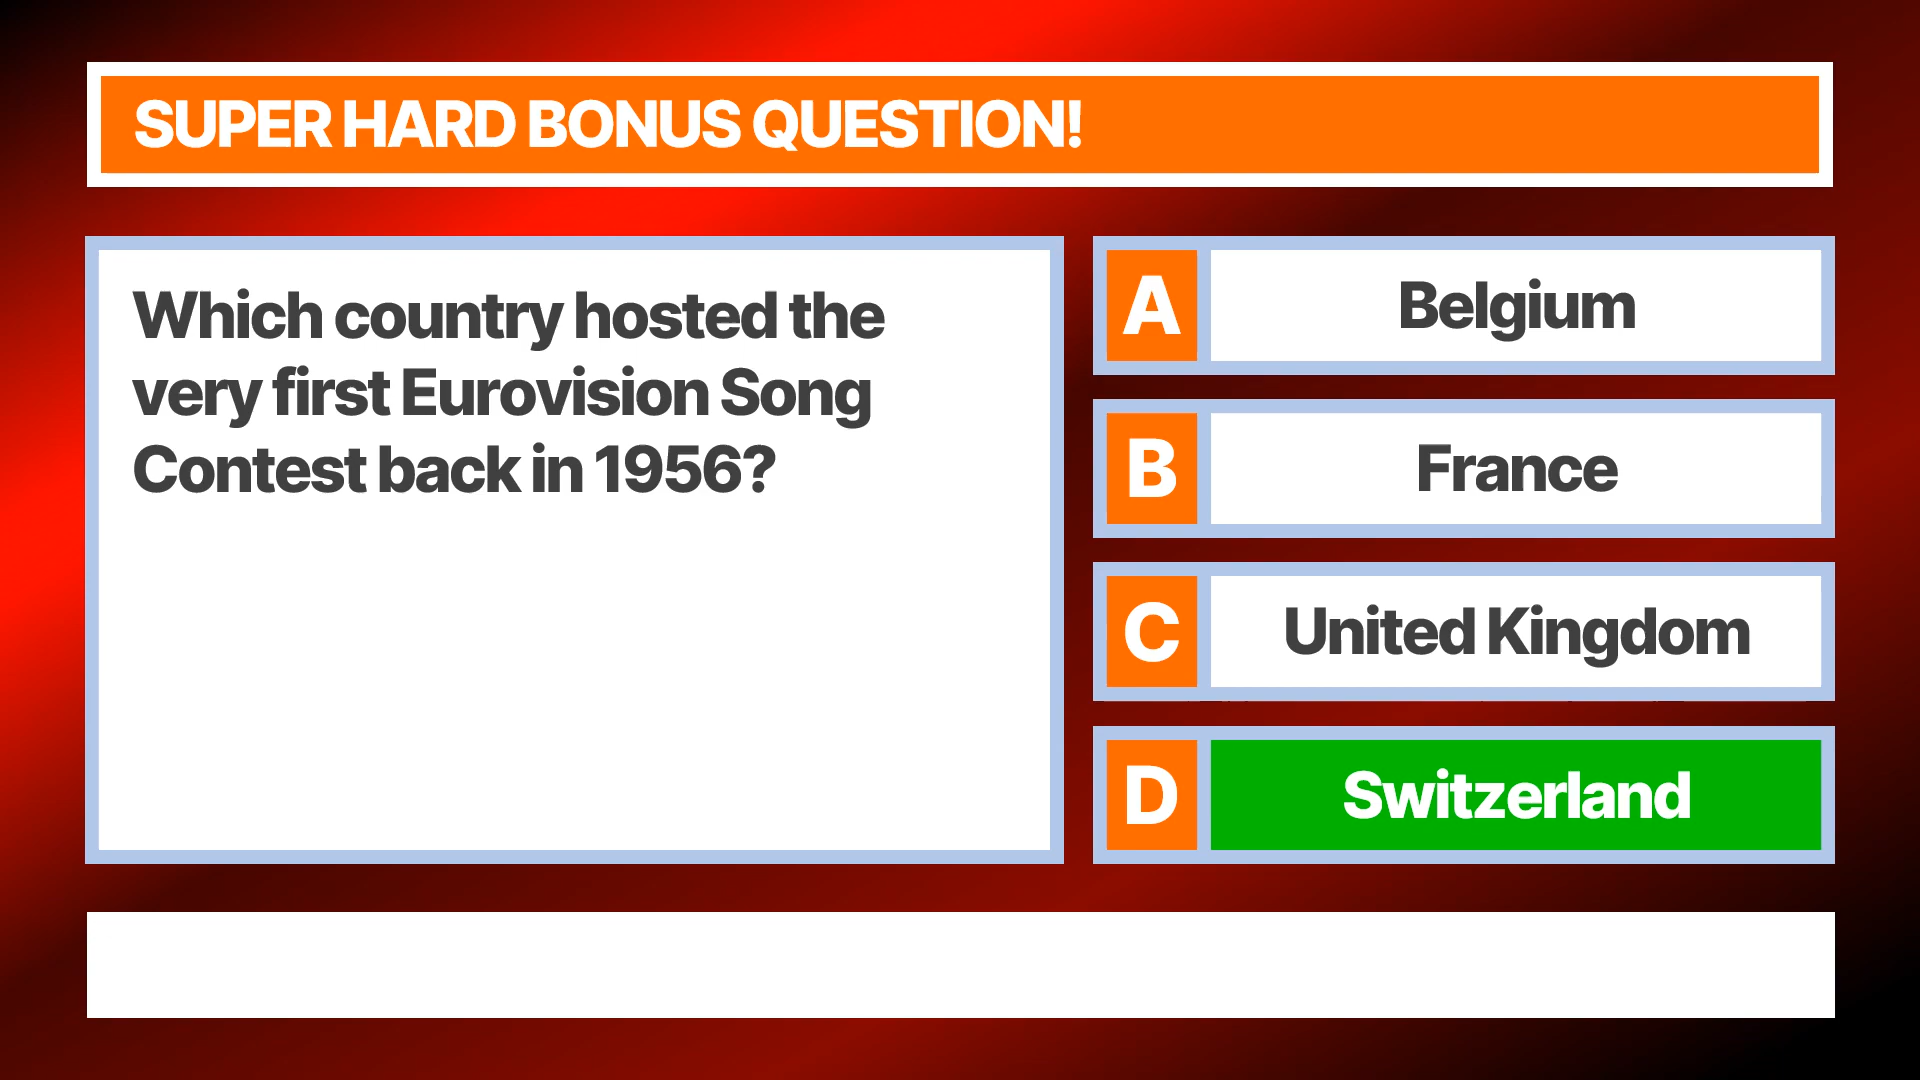 SUPER HARD BONUS QUESTION!
Which country hosted the
very first Eurovision Song
Contest back in 1956?
A Belgium
B France
C United Kingdom
D Switzerland